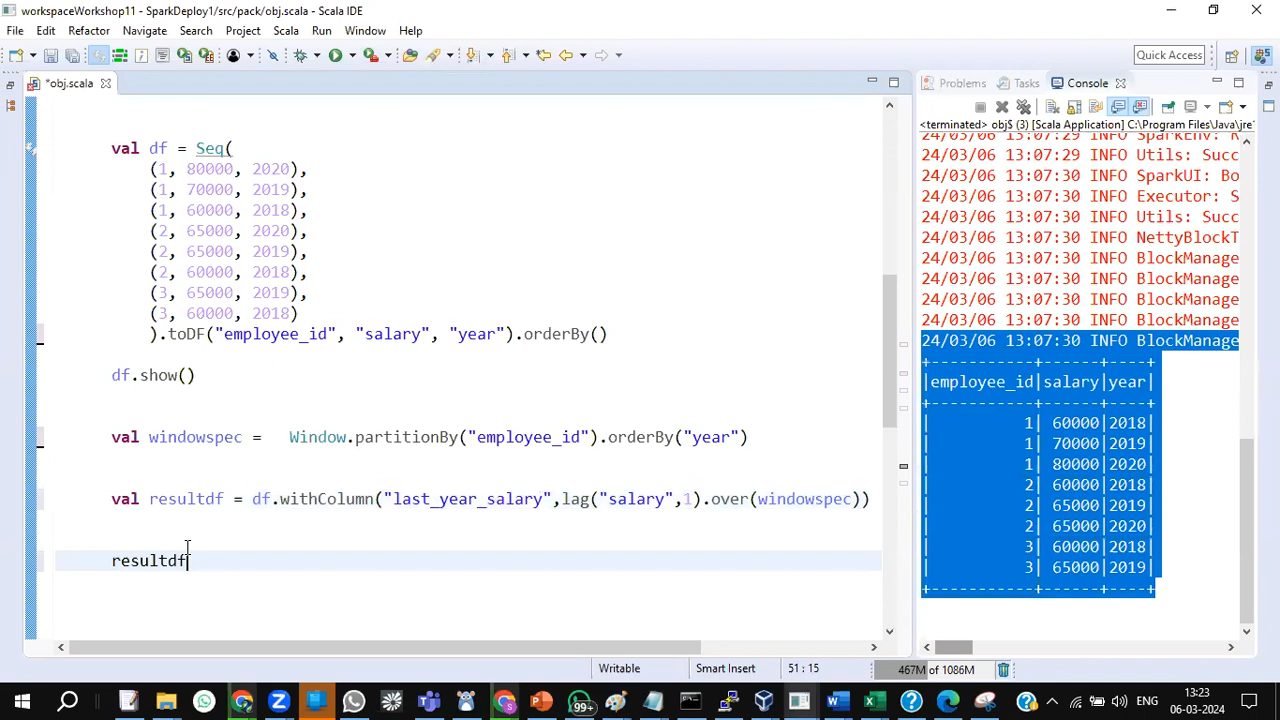 workspaceWorkshop11 - SparkDeploy1/src/pack/obj.scala - Scala IDE
File Edit Refactor Navigate Search Project Scala Run Window Help
Quick Access
*obj.scala
val df = Seq(
(1, 80000, 2020),
(1, 70000, 2019),
(1, 60000, 2018),
(2, 65000, 2020),
(2, 65000, 2019),
(2, 60000, 2018),
(3, 65000, 2019),
(3, 60000, 2018)
).toDF("employee_id", "salary", "year").orderBy()
df.show()
val windowspec = Window.partitionBy("employee_id").orderBy("year")
val resultdf = df.withColumn("last_year_salary",lag("salary",1).over(windowspec))
resultdf
Problems Tasks Console
<terminated> obj$ (3) [Scala Application] C:\Program Files\Java\jre
24/03/06 13:07:29 INFO SparkEnv: R
24/03/06 13:07:29 INFO Utils: Succ
24/03/06 13:07:30 INFO SparkUI: Bo
24/03/06 13:07:30 INFO Executor: S
24/03/06 13:07:30 INFO Utils: Succ
24/03/06 13:07:30 INFO NettyBlockT
24/03/06 13:07:30 INFO BlockManage
24/03/06 13:07:30 INFO BlockManage
24/03/06 13:07:30 INFO BlockManage
24/03/06 13:07:30 INFO BlockManage
24/03/06 13:07:30 INFO BlockManage
+-----------+------+----+
|employee_id|salary|year|
+-----------+------+----+
| 1| 60000|2018|
| 1| 70000|2019|
| 1| 80000|2020|
| 2| 60000|2018|
| 2| 65000|2019|
| 2| 65000|2020|
| 3| 60000|2018|
| 3| 65000|2019|
+-----------+------+----+
Writable Smart Insert 51 : 15 467M of 1086M
99+
ENG
13:23
06-03-2024